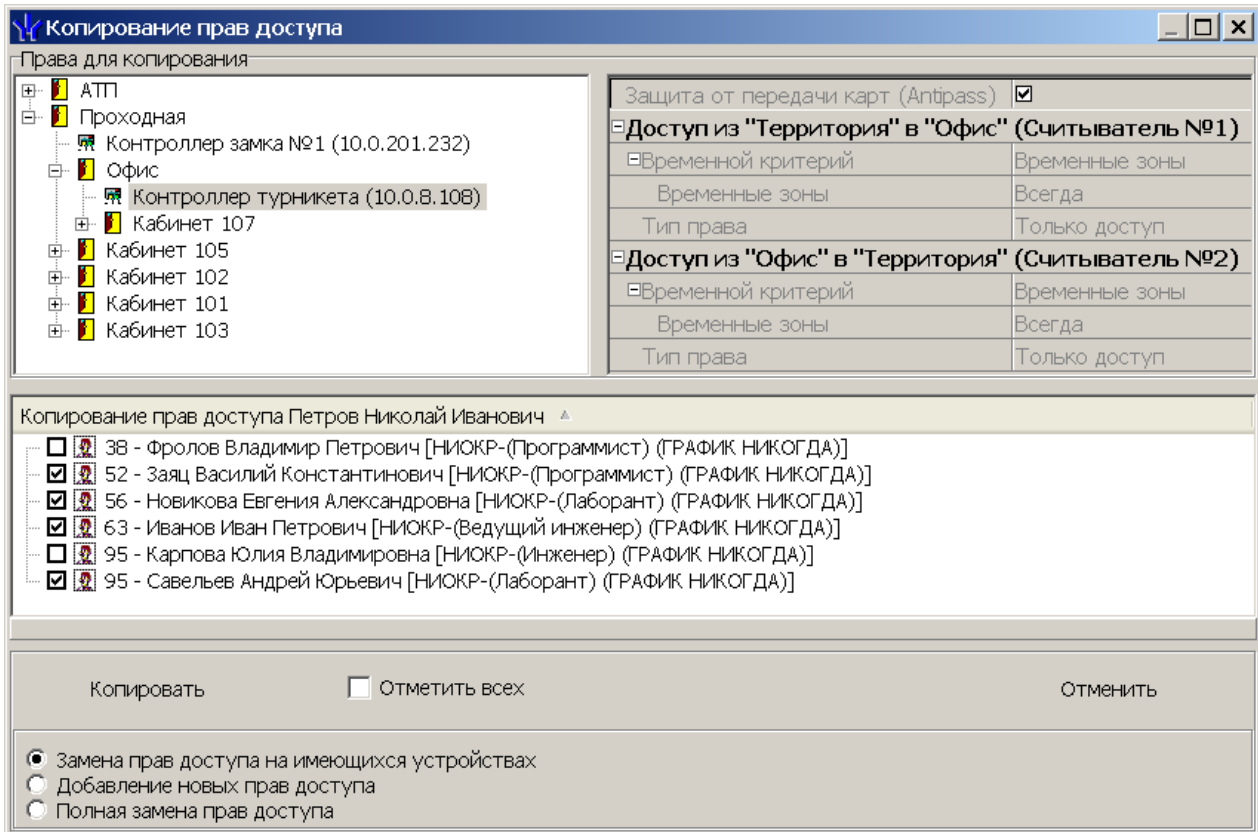 Копирование прав доступа
Права для копирования
АТП
Проходная
Контроллер замка №1 (10.0.201.232)
Офис
Контроллер турникета (10.0.8.108)
Кабинет 107
Кабинет 105
Кабинет 102
Кабинет 101
Кабинет 103
Защита от передачи карт (Antipass)
Доступ из "Территория" в "Офис" (Считыватель №1)
Временной критерий Временные зоны
Временные зоны Всегда
Тип права Только доступ
Доступ из "Офис" в "Территория" (Считыватель №2)
Временной критерий Временные зоны
Временные зоны Всегда
Тип права Только доступ
Копирование прав доступа Петров Николай Иванович
38 - Фролов Владимир Петрович [НИОКР-(Программист) (ГРАФИК НИКОГДА)]
52 - Заяц Василий Константинович [НИОКР-(Программист) (ГРАФИК НИКОГДА)]
56 - Новикова Евгения Александровна [НИОКР-(Лаборант) (ГРАФИК НИКОГДА)]
63 - Иванов Иван Петрович [НИОКР-(Ведущий инженер) (ГРАФИК НИКОГДА)]
95 - Карпова Юлия Владимировна [НИОКР-(Инженер) (ГРАФИК НИКОГДА)]
95 - Савельев Андрей Юрьевич [НИОКР-(Лаборант) (ГРАФИК НИКОГДА)]
Копировать Отметить всех Отменить
Замена прав доступа на имеющихся устройствах
Добавление новых прав доступа
Полная замена прав доступа